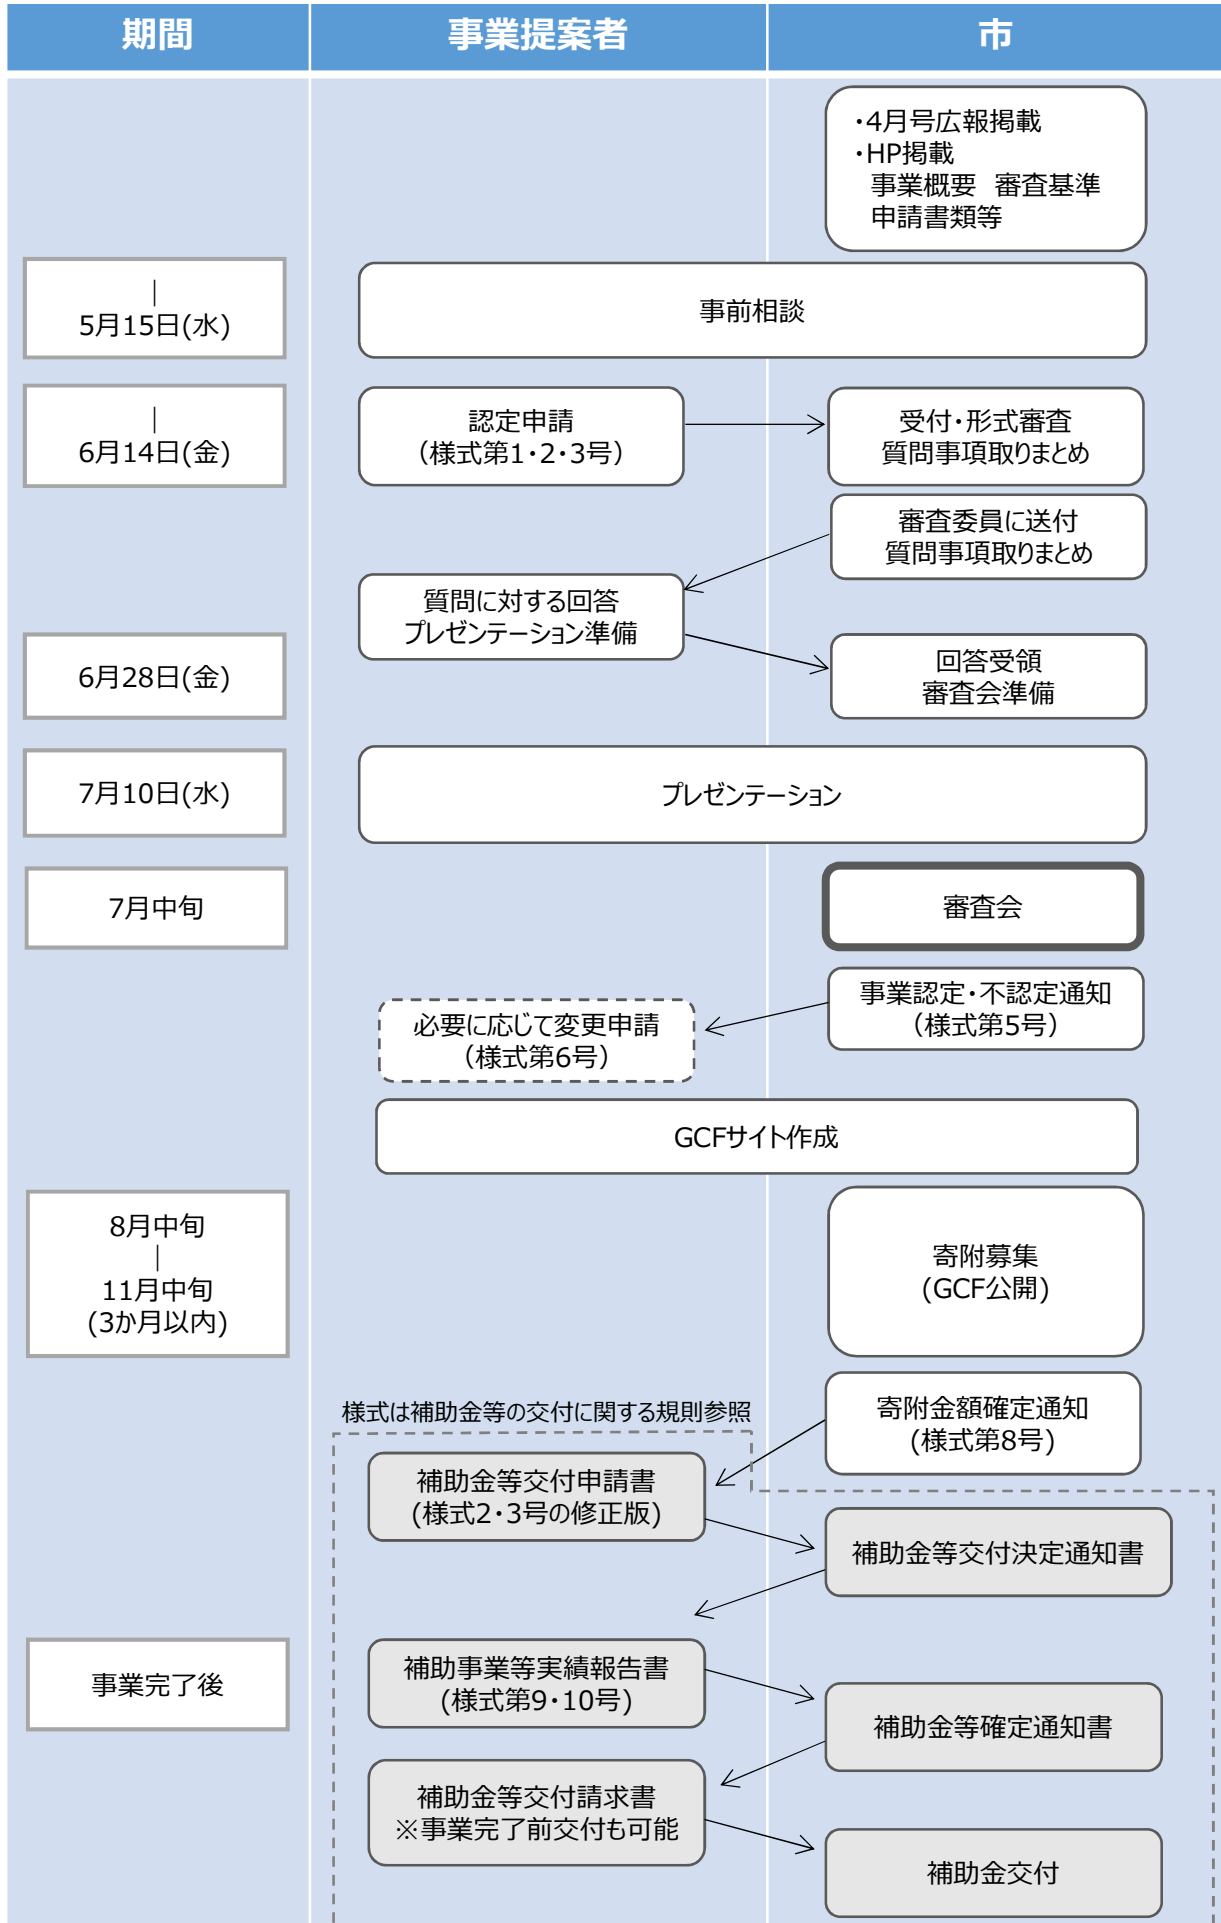 期間
事業提案者
市
・4月号広報掲載
・HP掲載
事業概要　審査基準
申請書類等
｜
5月15日(水)
事前相談
｜
6月14日(金)
認定申請
（様式第1・2・3号）
受付・形式審査
質問事項取りまとめ
審査委員に送付
質問事項取りまとめ
質問に対する回答
プレゼンテーション準備
6月28日(金)
回答受領
審査会準備
7月10日(水)
プレゼンテーション
7月中旬
審査会
事業認定・不認定通知
（様式第5号）
必要に応じて変更申請
（様式第6号）
GCFサイト作成
8月中旬
｜
11月中旬
(3か月以内)
寄附募集
(GCF公開)
寄附金額確定通知
(様式第8号)
様式は補助金等の交付に関する規則参照
補助金等交付申請書
(様式2・3号の修正版)
補助金等交付決定通知書
事業完了後
補助事業等実績報告書
(様式第9・10号)
補助金等確定通知書
補助金等交付請求書
※事業完了前交付も可能
補助金交付